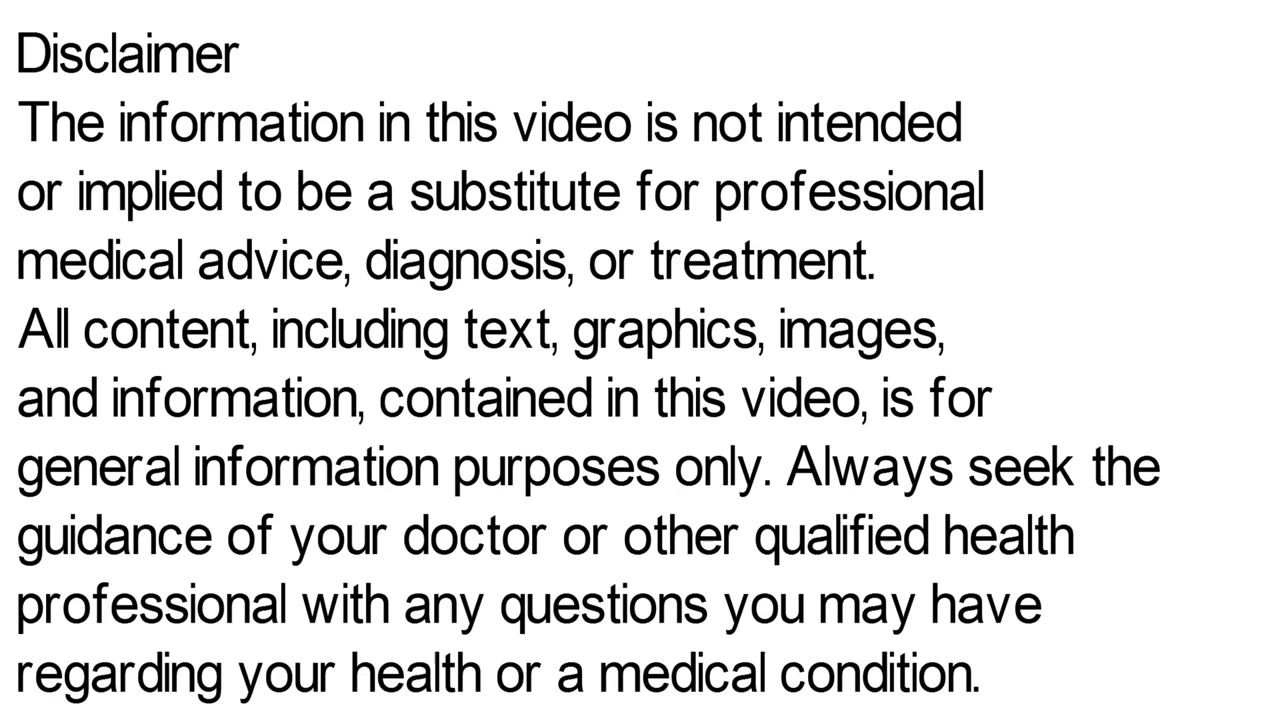 Disclaimer
The information in this video is not intended
or implied to be a substitute for professional
medical advice, diagnosis, or treatment.
All content, including text, graphics, images,
and information, contained in this video, is for
general information purposes only. Always seek the
guidance of your doctor or other qualified health
professional with any questions you may have
regarding your health or a medical condition.